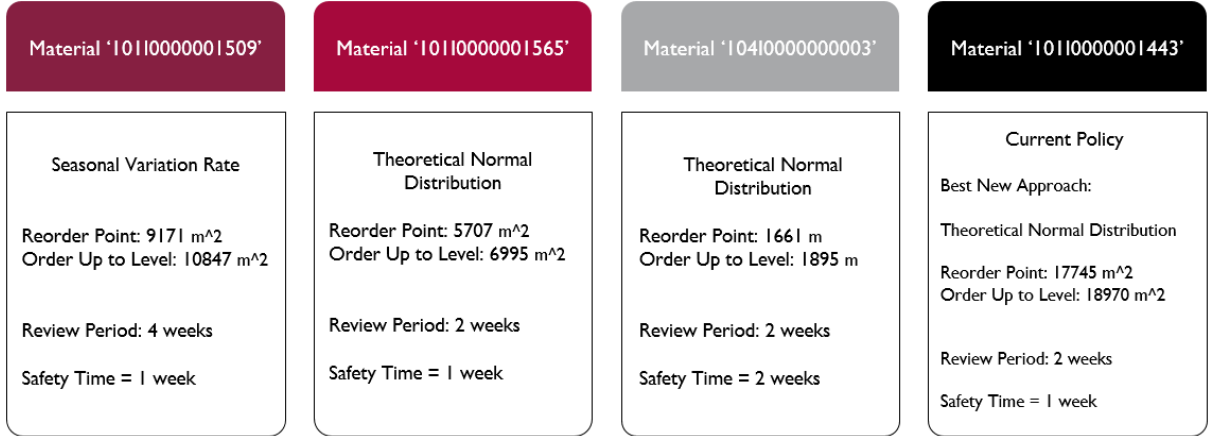 Material ‘10110000001509’
Seasonal Variation Rate
Reorder Point: 9171 m^2
Order Up to Level: 10847 m^2
Review Period: 4 weeks
Safety Time = 1 week
Material ‘10110000001565’
Theoretical Normal
Distribution
Reorder Point: 5707 m^2
Order Up to Level: 6995 m^2
Review Period: 2 weeks
Safety Time = 1 week
Material ‘10410000000003’
Theoretical Normal
Distribution
Reorder Point: 1661 m
Order Up to Level: 1895 m
Review Period: 2 weeks
Safety Time = 2 weeks
Material ‘10110000001443’
Current Policy
Best New Approach:
Theoretical Normal Distribution
Reorder Point: 17745 m^2
Order Up to Level: 18970 m^2
Review Period: 2 weeks
Safety Time = 1 week